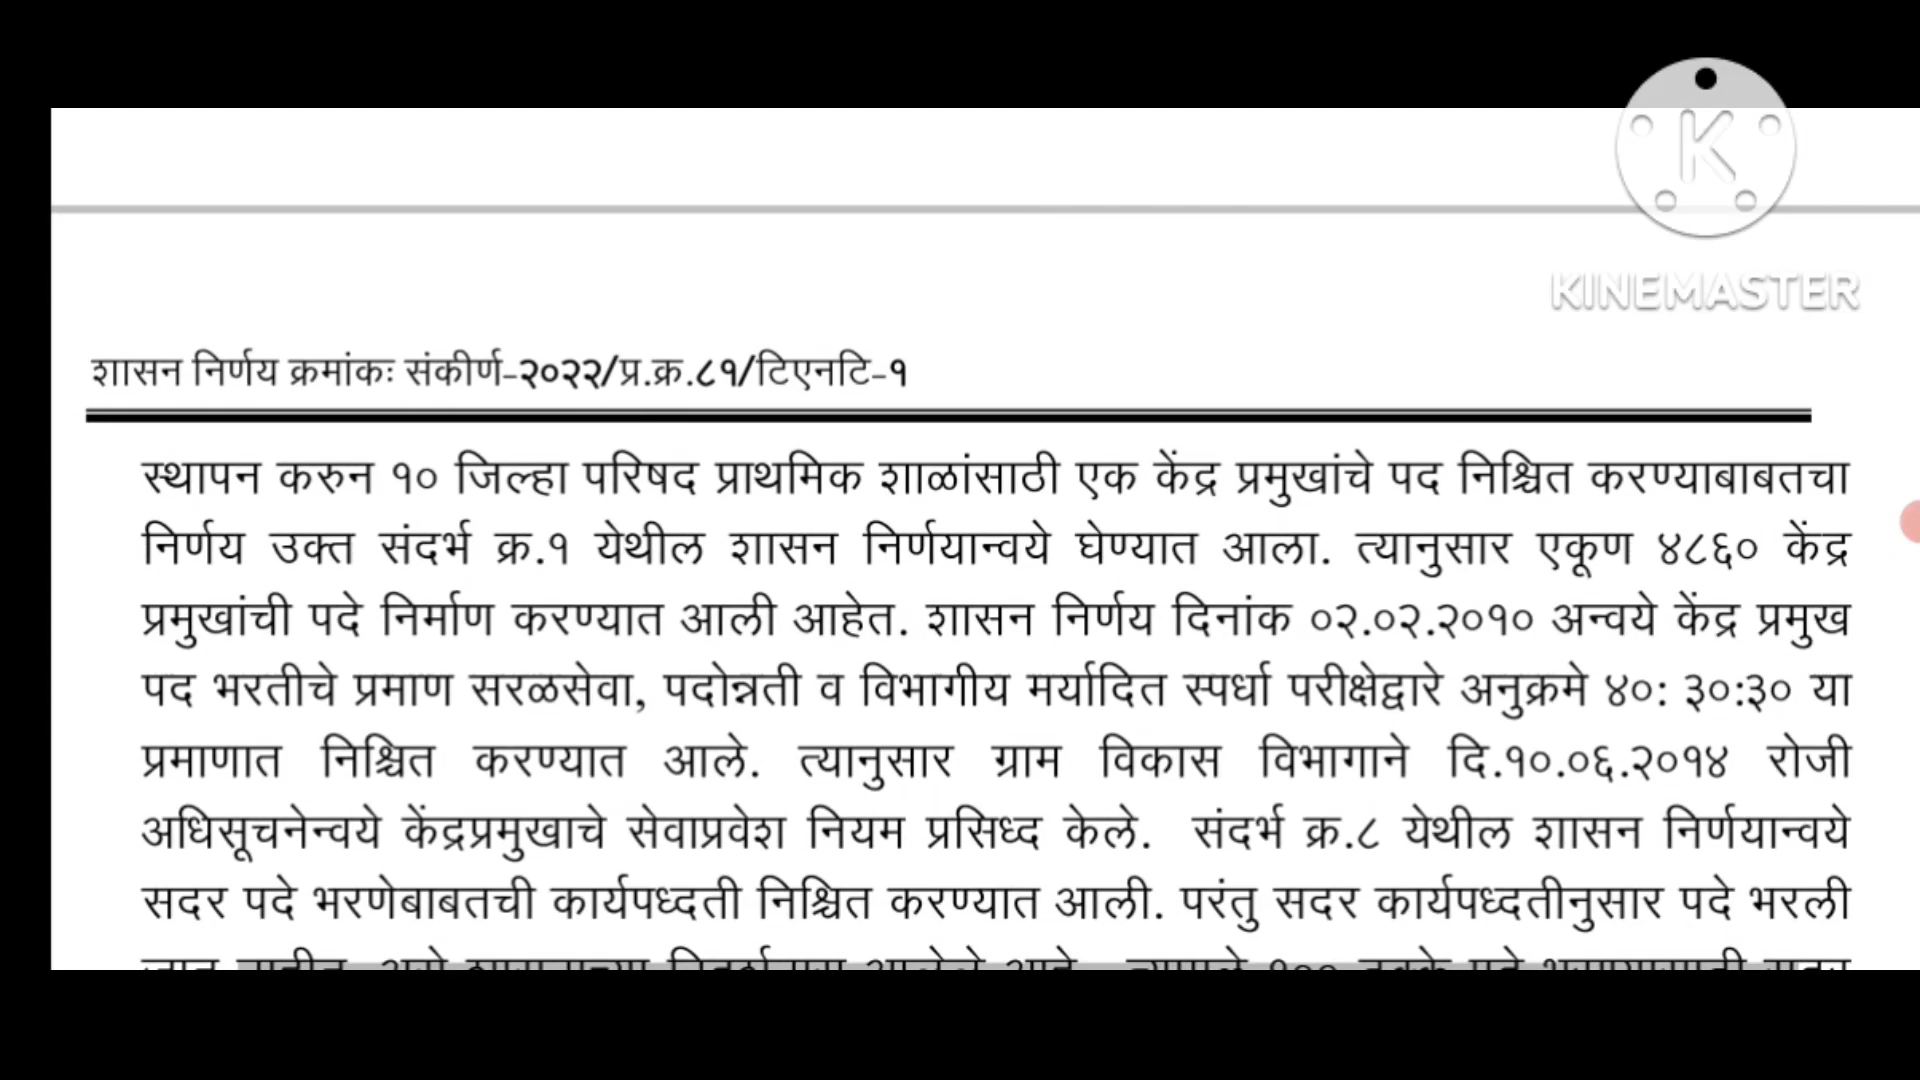 K
KINEMASTER
शासन निर्णय क्रमांकः संकीर्ण-२०२२/प्र.क्र.८१/टिएनटि-१
स्थापन करुन १० जिल्हा परिषद प्राथमिक शाळांसाठी एक केंद्र प्रमुखांचे पद निश्चित करण्याबाबतचा
निर्णय उक्त संदर्भ क्र.१ येथील शासन निर्णयान्वये घेण्यात आला. त्यानुसार एकूण ४८६० केंद्र
प्रमुखांची पदे निर्माण करण्यात आली आहेत. शासन निर्णय दिनांक ०२.०२.२०१० अन्वये केंद्र प्रमुख
पद भरतीचे प्रमाण सरळसेवा, पदोन्नती व विभागीय मर्यादित स्पर्धा परीक्षेद्वारे अनुक्रमे ४०: ३०:३० या
प्रमाणात निश्चित करण्यात आले. त्यानुसार ग्राम विकास विभागाने दि.१०.०६.२०१४ रोजी
अधिसूचनेन्वये केंद्रप्रमुखाचे सेवाप्रवेश नियम प्रसिध्द केले. संदर्भ क्र.८ येथील शासन निर्णयान्वये
सदर पदे भरणेबाबतची कार्यपध्दती निश्चित करण्यात आली. परंतु सदर कार्यपध्दतीनुसार पदे भरली